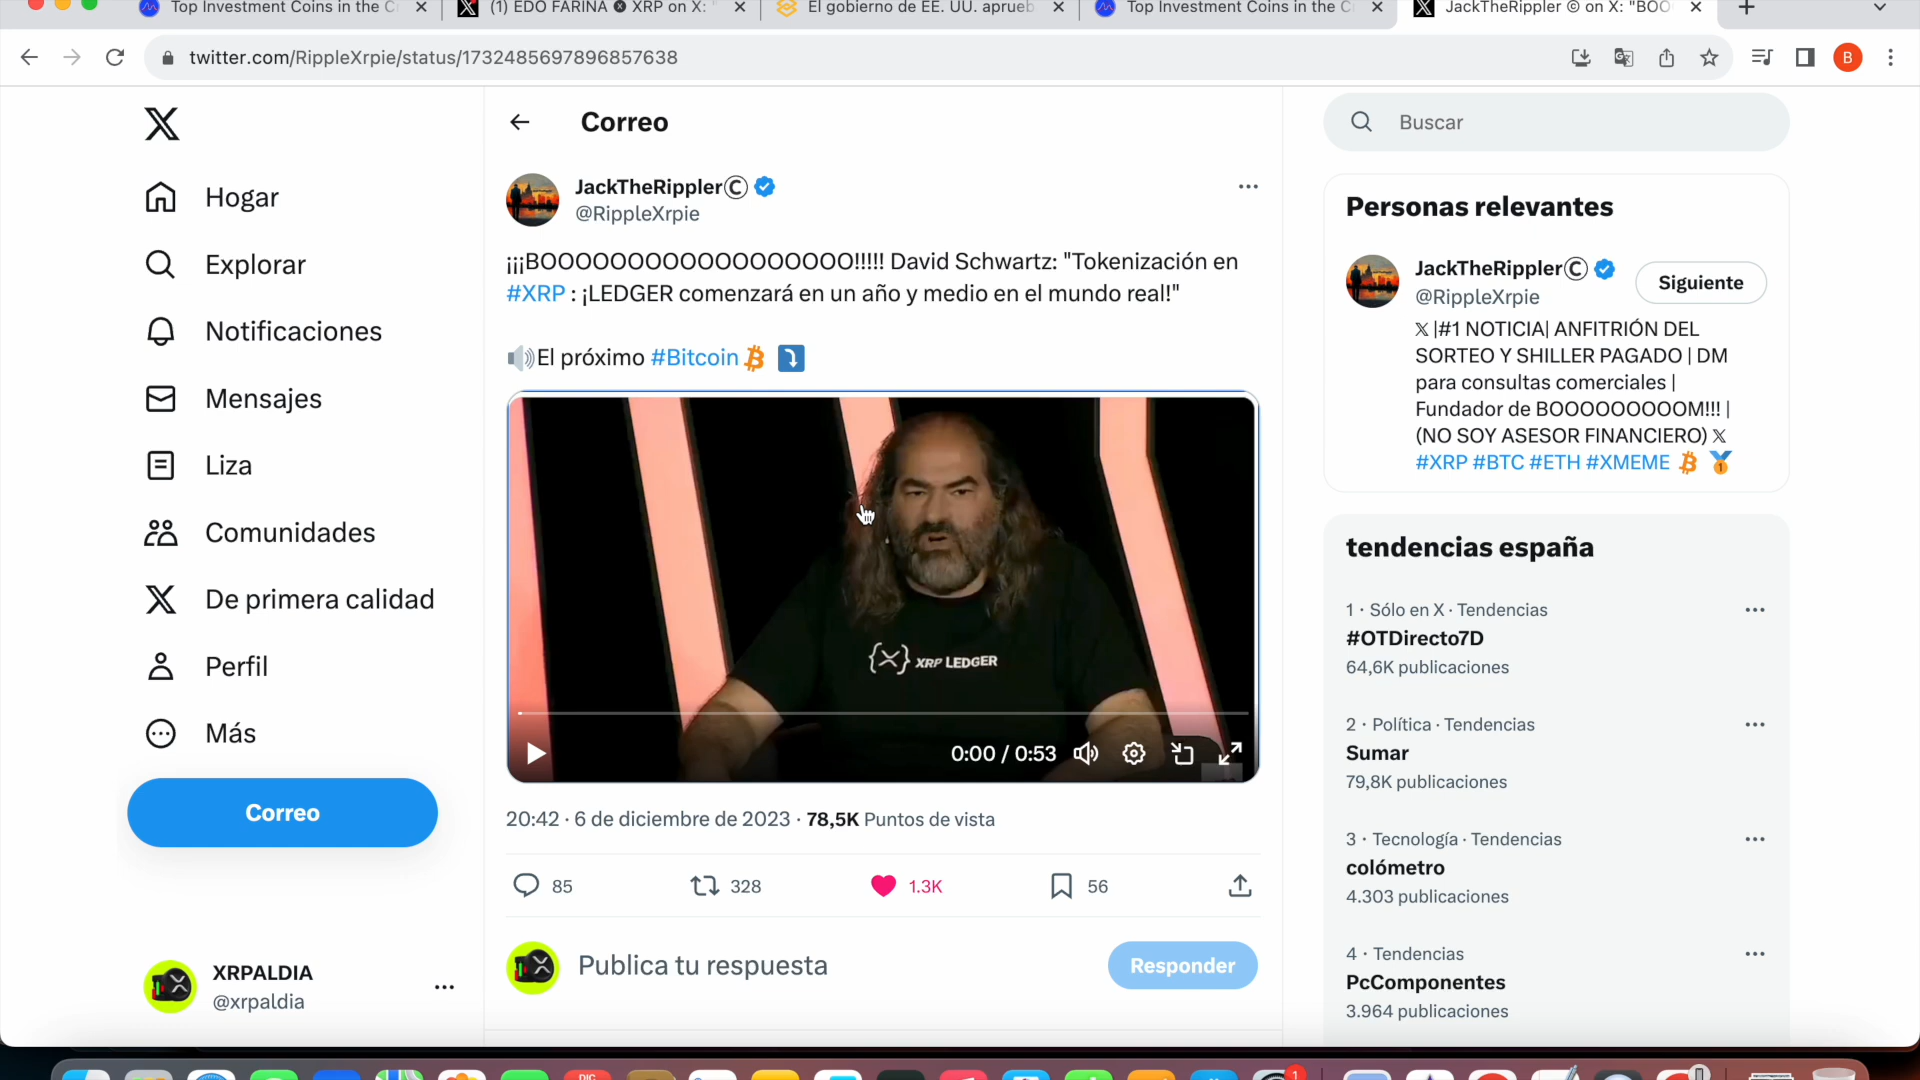 Top Investment Coins in the C
(1) EDO FARINA XRP on X: "
El gobierno de EE. UU. aprueb
Top Investment Coins in the C
JackTheRippler © on X: "BOO
twitter.com/RippleXrpie/status/1732485697896857638
B
Correo
Buscar
Hogar
Explorar
Notificaciones
Mensajes
Liza
Comunidades
De primera calidad
Perfil
Más
Correo
XRPALDIA
@xrpaldia
JackTheRipplerⒸ
@RippleXrpie
¡¡¡BOOOOOOOOOOOOOOOOOO!!!!! David Schwartz: "Tokenización en
#XRP : ¡LEDGER comenzará en un año y medio en el mundo real!"
🔊El próximo #Bitcoin
XRP LEDGER
0:00 / 0:53
20:42 · 6 de diciembre de 2023 · 78,5K Puntos de vista
85 328 1.3K 56
Publica tu respuesta
Responder
Personas relevantes
JackTheRipplerⒸ
@RippleXrpie
Siguiente
𝕏 |#1 NOTICIA| ANFITRIÓN DEL
SORTEO Y SHILLER PAGADO | DM
para consultas comerciales |
Fundador de BOOOOOOOOOM!!! |
(NO SOY ASESOR FINANCIERO) 𝕏
#XRP #BTC #ETH #XMEME
tendencias españa
1 · Sólo en X · Tendencias
#OTDirecto7D
64,6K publicaciones
2 · Política · Tendencias
Sumar
79,8K publicaciones
3 · Tecnología · Tendencias
colómetro
4.303 publicaciones
4 · Tendencias
PcComponentes
3.964 publicaciones
DIC
1